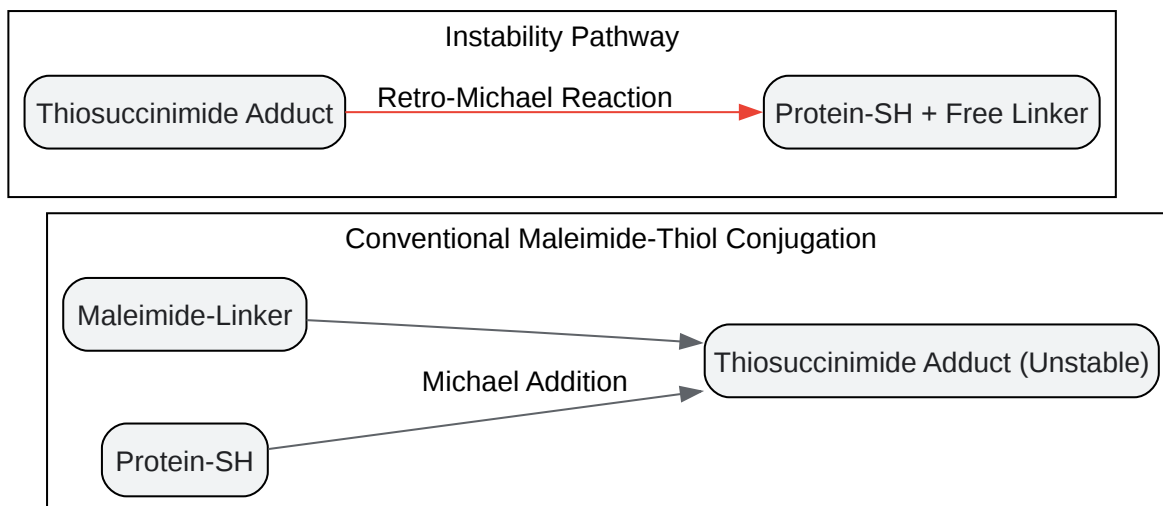 Instability Pathway
Thiosuccinimide Adduct
Retro-Michael Reaction
Protein-SH + Free Linker
Conventional Maleimide-Thiol Conjugation
Maleimide-Linker
Thiosuccinimide Adduct (Unstable)
Michael Addition
Protein-SH